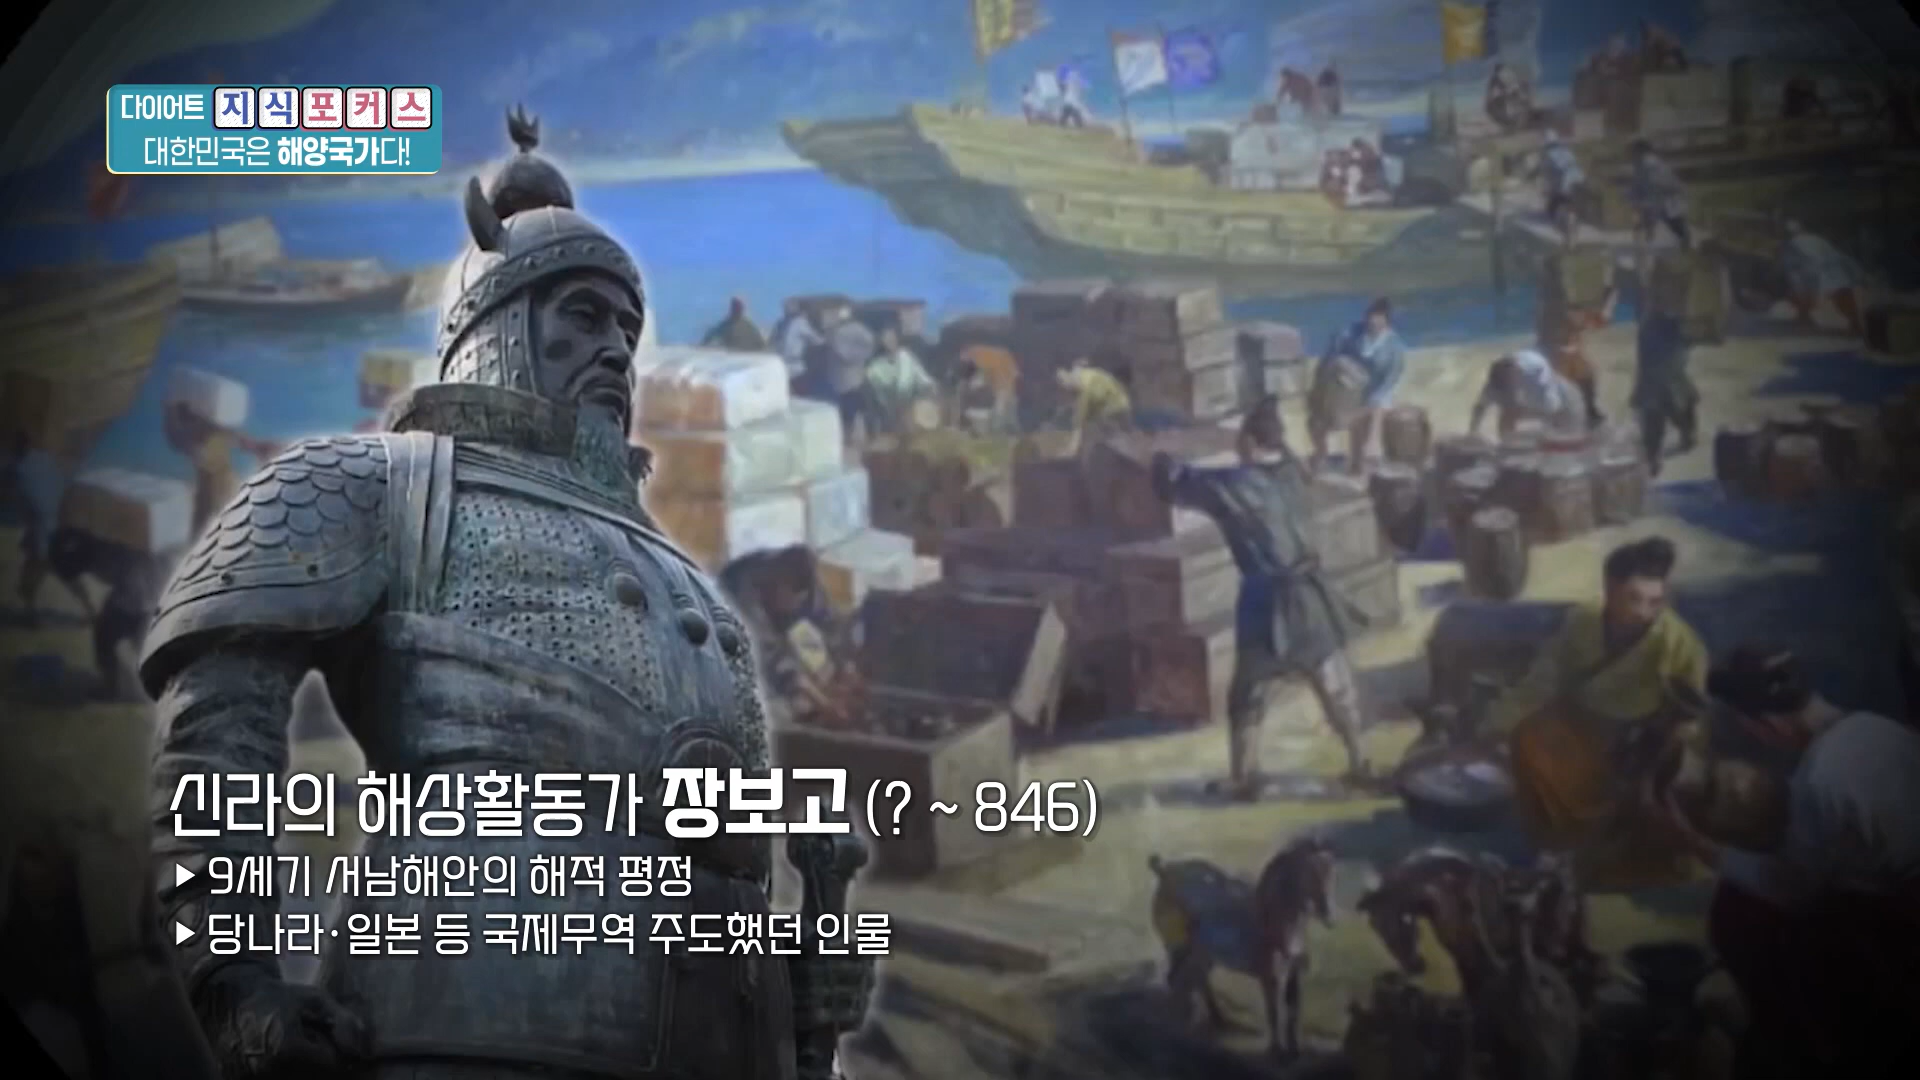 다이어트 지식포커스
대한민국은 해양국가다!
신라의 해상활동가 장보고 (? ~ 846)
▶ 9세기 서남해안의 해적 평정
▶ 당나라·일본 등 국제무역 주도했던 인물